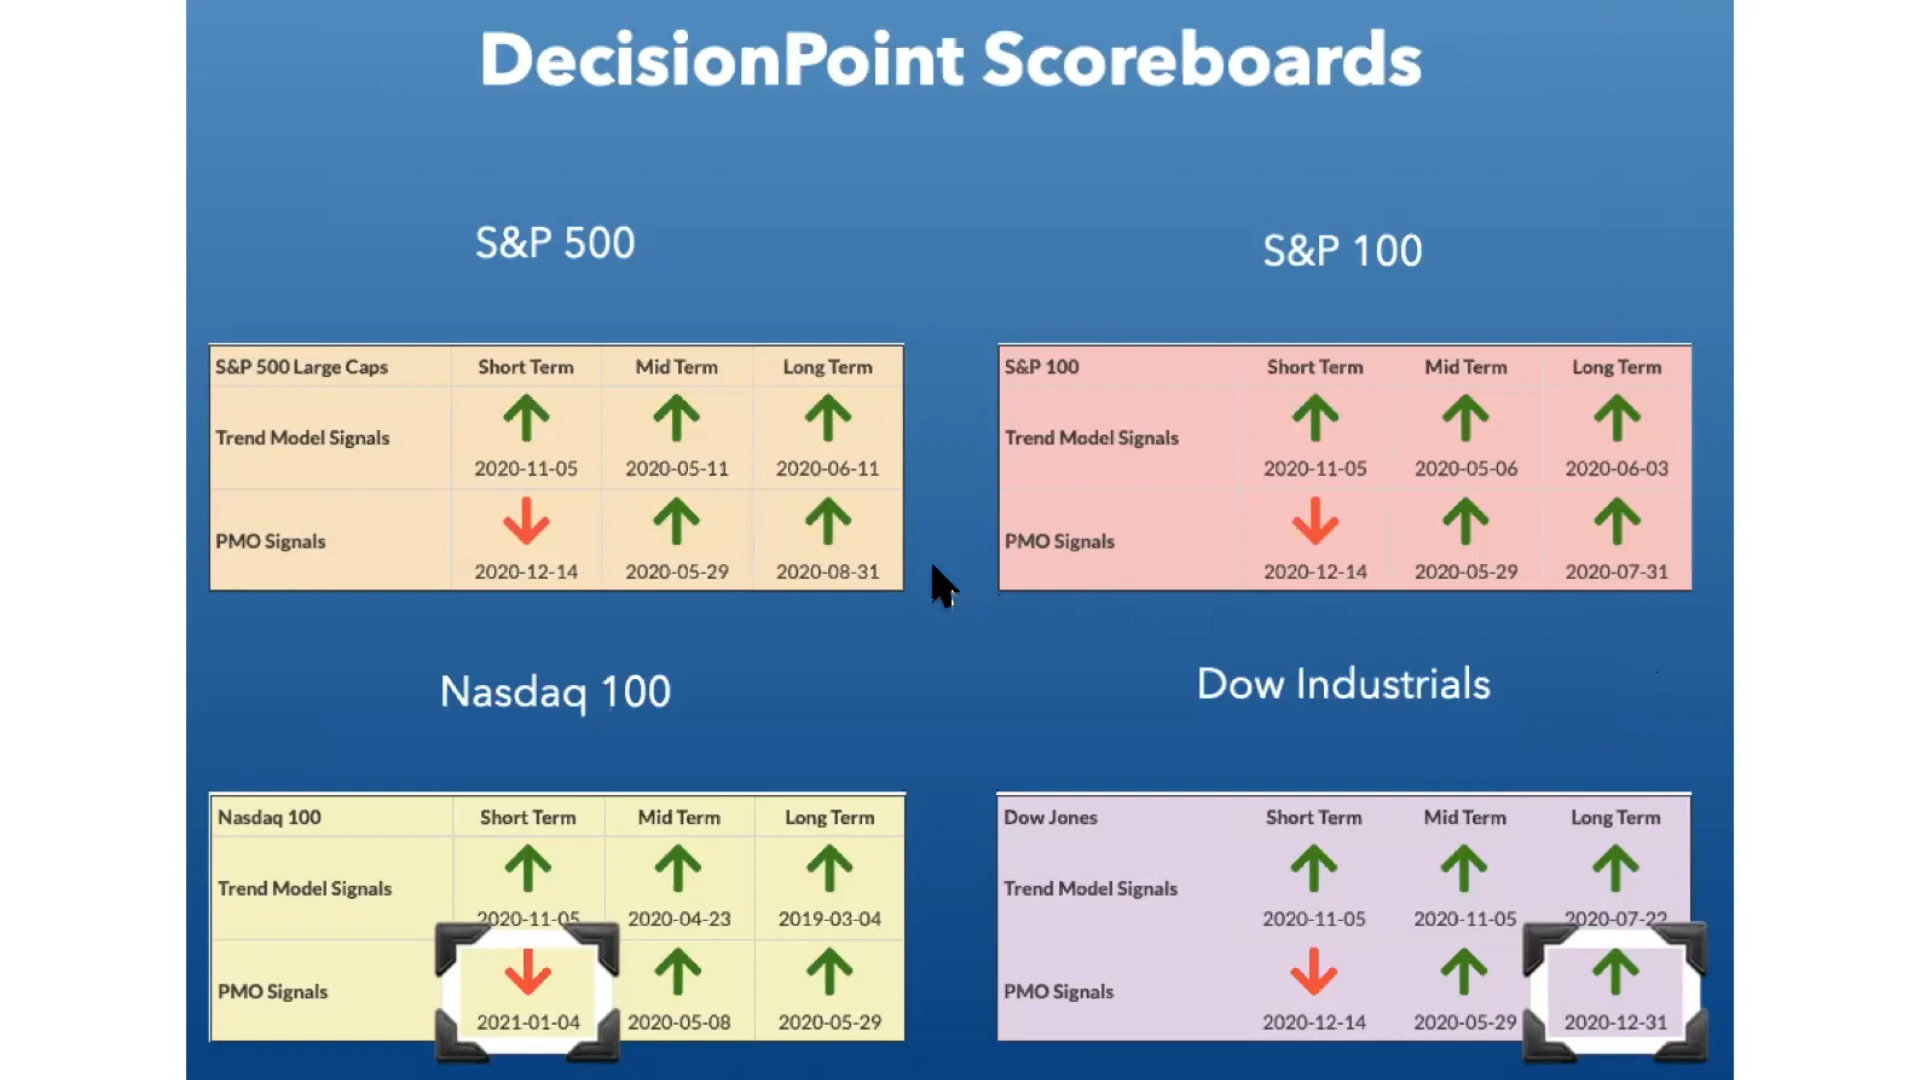 DecisionPoint Scoreboards
S&P 500
S&P 100
S&P 500 Large Caps Short Term Mid Term Long Term
Trend Model Signals
2020-11-05 2020-05-11 2020-06-11
PMO Signals
2020-12-14 2020-05-29 2020-08-31
S&P 100 Short Term Mid Term Long Term
Trend Model Signals
2020-11-05 2020-05-06 2020-06-03
PMO Signals
2020-12-14 2020-05-29 2020-07-31
Nasdaq 100
Dow Industrials
Nasdaq 100 Short Term Mid Term Long Term
Trend Model Signals
2020-11-05 2020-04-23 2019-03-04
PMO Signals
2021-01-04 2020-05-08 2020-05-29
Dow Jones Short Term Mid Term Long Term
Trend Model Signals
2020-11-05 2020-11-05 2020-07-22
PMO Signals
2020-12-14 2020-05-29 2020-12-31